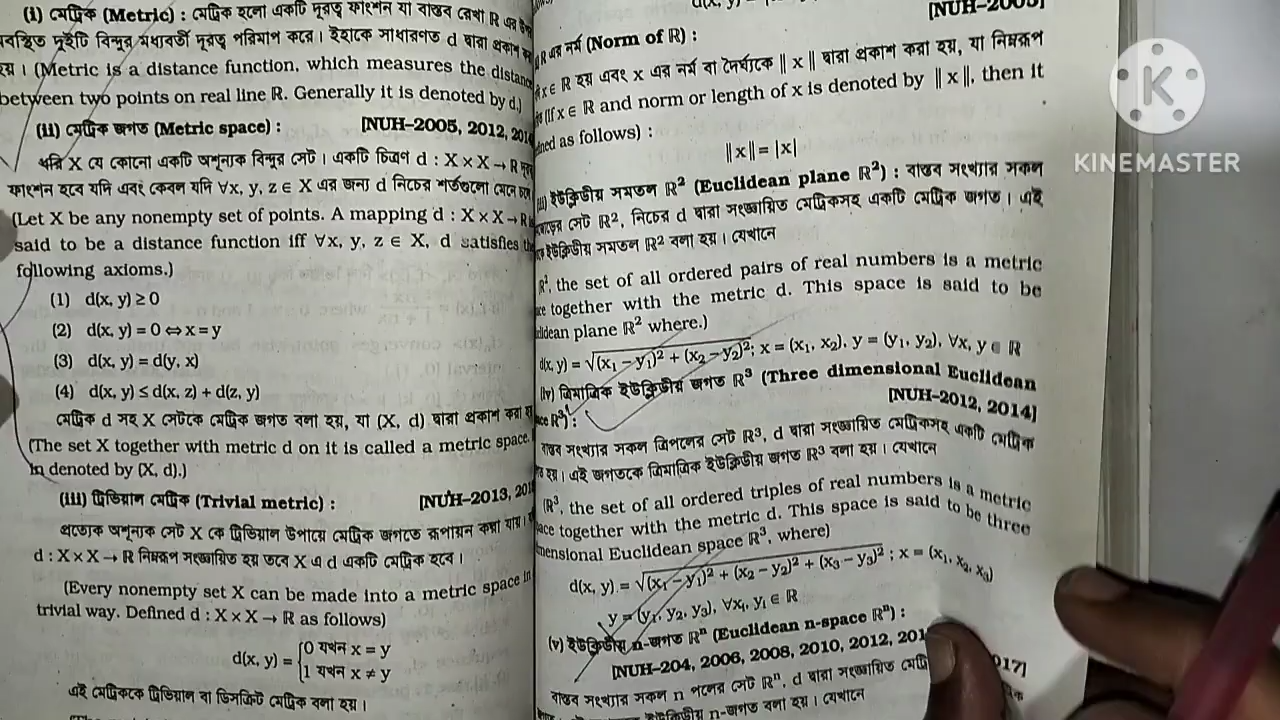 (i) মেট্রিক (Metric) : মেট্রিক হলো একটি দূরত্ব ফাংশন যা বাস্তব রেখা R এর উপর
অবস্থিত দুইটি বিন্দুর মধ্যবর্তী দূরত্ব পরিমাপ করে। ইহাকে সাধারণত d দ্বারা প্রকাশ করা
হয়। (Metric is a distance function, which measures the distance
between two points on real line R. Generally it is denoted by d.)
(ii) মেট্রিক জগত (Metric space) : [NUH–2005, 2012, 201
ধরি X যে কোনো একটি অশূন্যক বিন্দুর সেট। একটি চিত্রণ d : X × X → R দূরত্ব
ফাংশন হবে যদি এবং কেবল যদি ∀x, y, z ∈ X এর জন্য d নিচের শর্তগুলো মেনে চলে
(Let X be any nonempty set of points. A mapping d : X × X → R
said to be a distance function iff ∀x, y, z ∈ X, d satisfies the
following axioms.)
(1) d(x, y) ≥ 0
(2) d(x, y) = 0 ⇔ x = y
(3) d(x, y) = d(y, x)
(4) d(x, y) ≤ d(x, z) + d(z, y)
মেট্রিক d সহ X সেটকে মেট্রিক জগত বলা হয়, যা (X, d) দ্বারা প্রকাশ করা হয়
(The set X together with metric d on it is called a metric space.
in denoted by (X, d).)
(iii) ট্রিভিয়াল মেট্রিক (Trivial metric) : [NUH–2013, 201
প্রত্যেক অশূন্যক সেট X কে ট্রিভিয়াল উপায়ে মেট্রিক জগতে রূপায়ন করা যায়।
d : X × X → R নিম্নরূপ সংজ্ঞায়িত হয় তবে X এ d একটি মেট্রিক হবে।
(Every nonempty set X can be made into a metric space in
trivial way. Defined d : X × X → R as follows)
d(x, y) = {0 যখন x = y
1 যখন x ≠ y
এই মেট্রিককে ট্রিভিয়াল বা ডিসক্রিট মেট্রিক বলা হয়।
d(x, y) = [NUH–2005]
R এর নর্ম (Norm of ℝ) :
x ∈ R হয় এবং x এর নর্ম বা দৈর্ঘ্যকে || x || দ্বারা প্রকাশ করা হয়, যা নিম্নরূপ
(If x ∈ ℝ and norm or length of x is denoted by || x ||, then it
ined as follows) :
|| x || = |x|
ইউক্লিডীয় সমতল ℝ² (Euclidean plane ℝ²) : বাস্তব সংখ্যার সকল
সেট ℝ², নিচের d দ্বারা সংজ্ঞায়িত মেট্রিকসহ একটি মেট্রিক জগত। এই
ইউক্লিডীয় সমতল ℝ² বলা হয়। যেখানে
ℝ², the set of all ordered pairs of real numbers is a metric
ace together with the metric d. This space is said to be
clidean plane ℝ² where.)
d(x, y) = √(x₁ – y₁)² + (x₂ – y₂)²; x = (x₁, x₂), y = (y₁, y₂), ∀x, y ∈ ℝ
(iv) ত্রিমাত্রিক ইউক্লিডীয় জগত ℝ³ (Three dimensional Euclidean
ace ℝ³) : [NUH–2012, 2014]
বাস্তব সংখ্যার সকল ত্রিপলের সেট ℝ³, d দ্বারা সংজ্ঞায়িত মেট্রিকসহ একটি মেট্রিক
হয়। এই জগতকে ত্রিমাত্রিক ইউক্লিডীয় জগত ℝ³ বলা হয়। যেখানে
(ℝ³, the set of all ordered triples of real numbers is a metric
pace together with the metric d. This space is said to be three
mensional Euclidean space ℝ³, where)
d(x, y) = √(x₁ – y₁)² + (x₂ – y₂)² + (x₃ – y₃)² ; x = (x₁, x₂, x₃)
y = (y₁, y₂, y₃), ∀x₁, y₁ ∈ ℝ
(v) ইউক্লিডীয় n-জগত ℝⁿ (Euclidean n-space ℝⁿ) :
[NUH–204, 2006, 2008, 2010, 2012, 201 017]
বাস্তব সংখ্যার সকল n পলের সেট ℝⁿ, d দ্বারা সংজ্ঞায়িত
ইউক্লিডীয় n-জগত বলা হয়। যেখানে
KINEMASTER